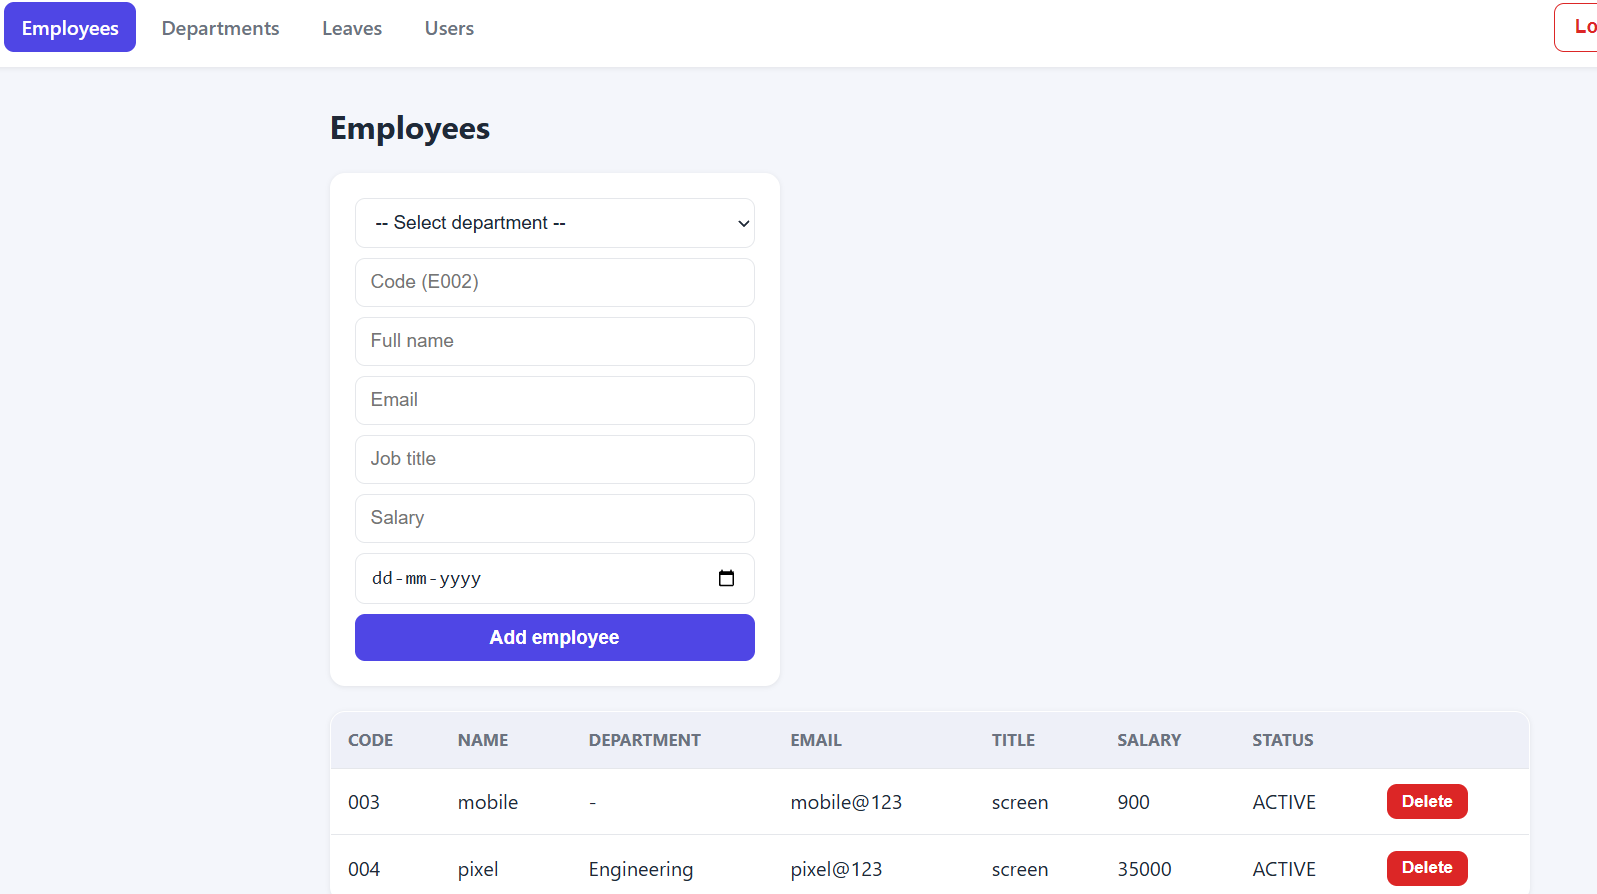 Employees Departments Leaves Users Lo
Employees
-- Select department --
Code (E002)
Full name
Email
Job title
Salary
dd-mm-yyyy
Add employee
CODE NAME DEPARTMENT EMAIL TITLE SALARY STATUS
003 mobile - mobile@123 screen 900 ACTIVE Delete
004 pixel Engineering pixel@123 screen 35000 ACTIVE Delete